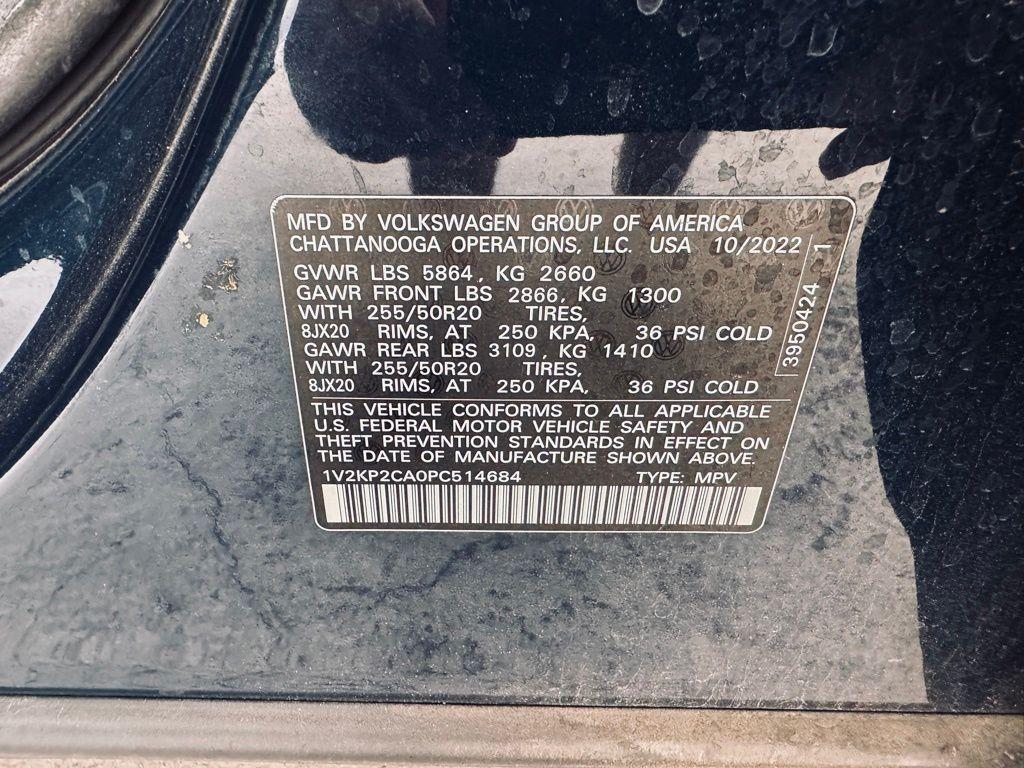 MFD BY VOLKSWAGEN GROUP OF AMERICA
CHATTANOOGA OPERATIONS, LLC. USA 10/2022
GVWR LBS 5864, KG 2660
GAWR FRONT LBS 2866, KG 1300
WITH 255/50R20 TIRES,
8JX20 RIMS, AT 250 KPA, 36 PSI COLD
GAWR REAR LBS 3109, KG 1410
WITH 255/50R20 TIRES,
8JX20 RIMS, AT 250 KPA, 36 PSI COLD
3950424 1
THIS VEHICLE CONFORMS TO ALL APPLICABLE
U.S. FEDERAL MOTOR VEHICLE SAFETY AND
THEFT PREVENTION STANDARDS IN EFFECT ON
THE DATE OF MANUFACTURE SHOWN ABOVE.
1V2KP2CA0PC514684 TYPE: MPV